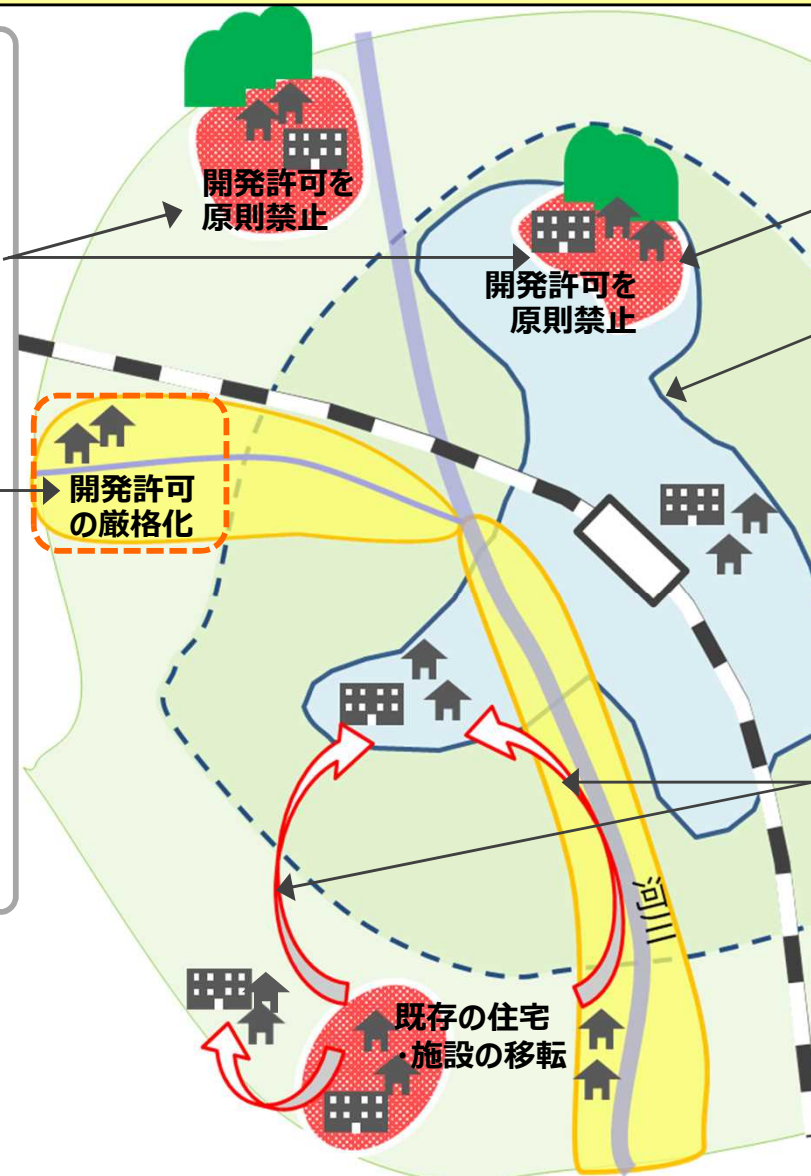 開発許可を
原則禁止
開発許可を
原則禁止
開発許可
の厳格化
河川
既存の住宅
・施設の移転